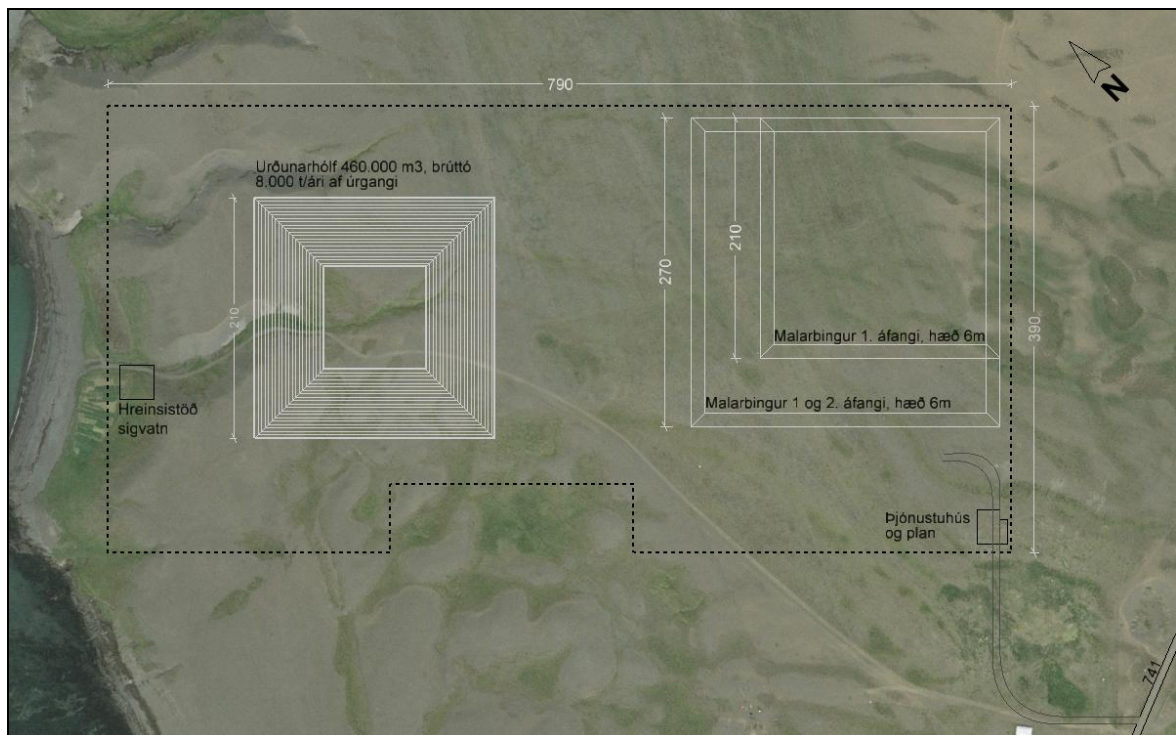 790
N
Urðunarhólf 460.000 m3, brúttó
8.000 t/ári af úrgangi
210
270
210
390
Malarbingur 1. áfangi, hæð 6m
Malarbingur 1 og 2. áfangi, hæð 6m
Hreinsistöð
sigvatn
Þjónustuhús
og plan
741